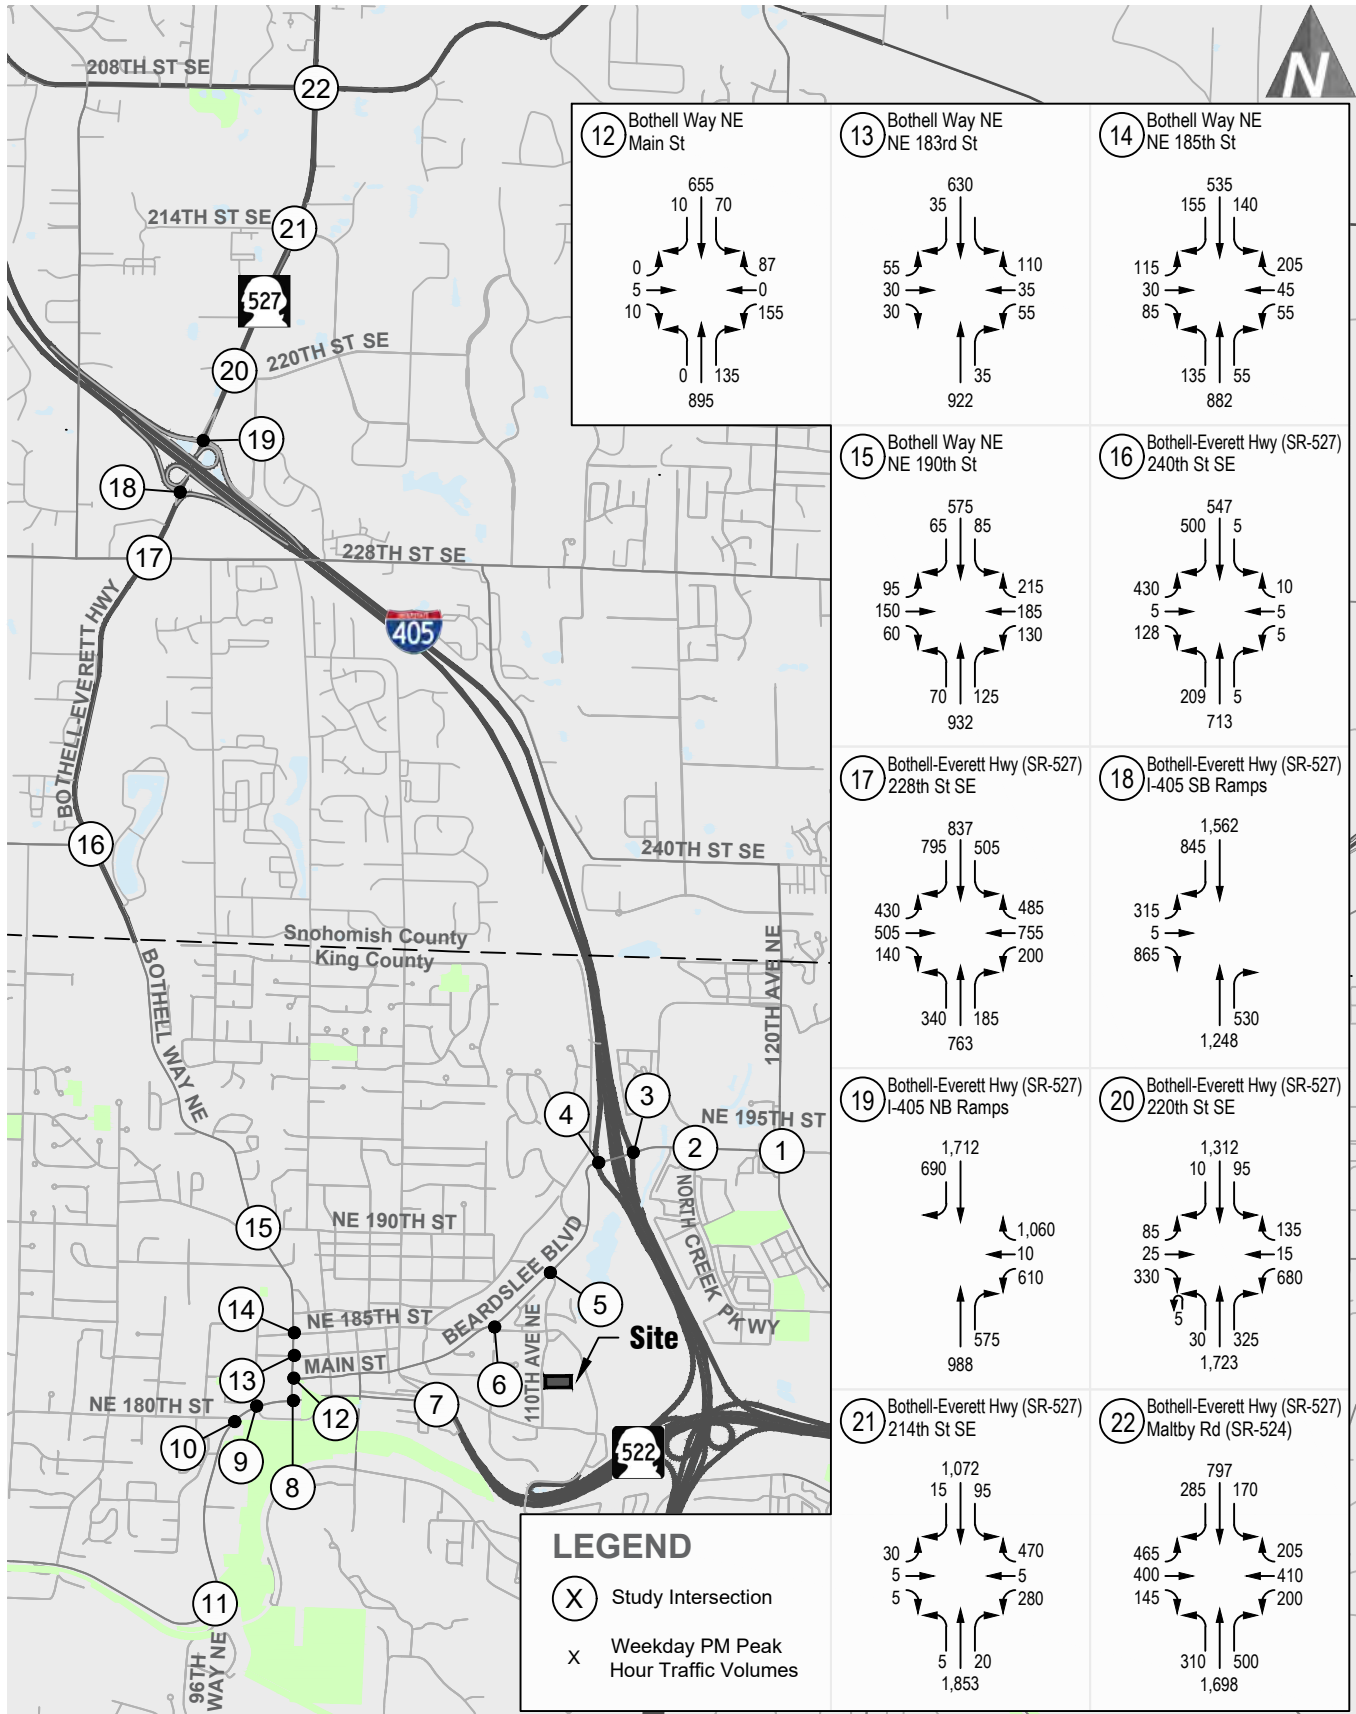 N
208TH ST SE
22
214TH ST SE
21
527
20
220TH ST SE
19
18
17
228TH ST SE
405
BOTHELL-EVERETT HWY
16
240TH ST SE
Snohomish County
King County
BOTHELL WAY NE
120TH AVE NE
3
4
NE 195TH ST
2
1
15
NE 190TH ST
NORTH CREEK PKWY
BEARDSLEE BLVD
5
14
NE 185TH ST
110TH AVE NE
Site
13
MAIN ST
6
NE 180TH ST
7
12
10
9
8
522
11
96TH
WAY NE
12
Bothell Way NE
Main St
655
10 70
0 87
5 0
10 155
0 135
895
13
Bothell Way NE
NE 183rd St
630
35
55 110
30 35
30 55
35
922
14
Bothell Way NE
NE 185th St
535
155 140
115 205
30 45
85 55
135 55
882
15
Bothell Way NE
NE 190th St
575
65 85
95 215
150 185
60 130
70 125
932
16
Bothell-Everett Hwy (SR-527)
240th St SE
547
500 5
430 10
5 5
128 5
209 5
713
17
Bothell-Everett Hwy (SR-527)
228th St SE
837
795 505
430 485
505 755
140 200
340 185
763
18
Bothell-Everett Hwy (SR-527)
I-405 SB Ramps
1,562
845
315
5
865
530
1,248
19
Bothell-Everett Hwy (SR-527)
I-405 NB Ramps
1,712
690
1,060
10
610
575
988
20
Bothell-Everett Hwy (SR-527)
220th St SE
1,312
10 95
85 135
25 15
330 680
5
30 325
1,723
21
Bothell-Everett Hwy (SR-527)
214th St SE
1,072
15 95
30 470
5 5
5 280
5 20
1,853
22
Bothell-Everett Hwy (SR-527)
Maltby Rd (SR-524)
797
285 170
465 205
400 410
145 200
310 500
1,698
LEGEND
X Study Intersection
X Weekday PM Peak
Hour Traffic Volumes